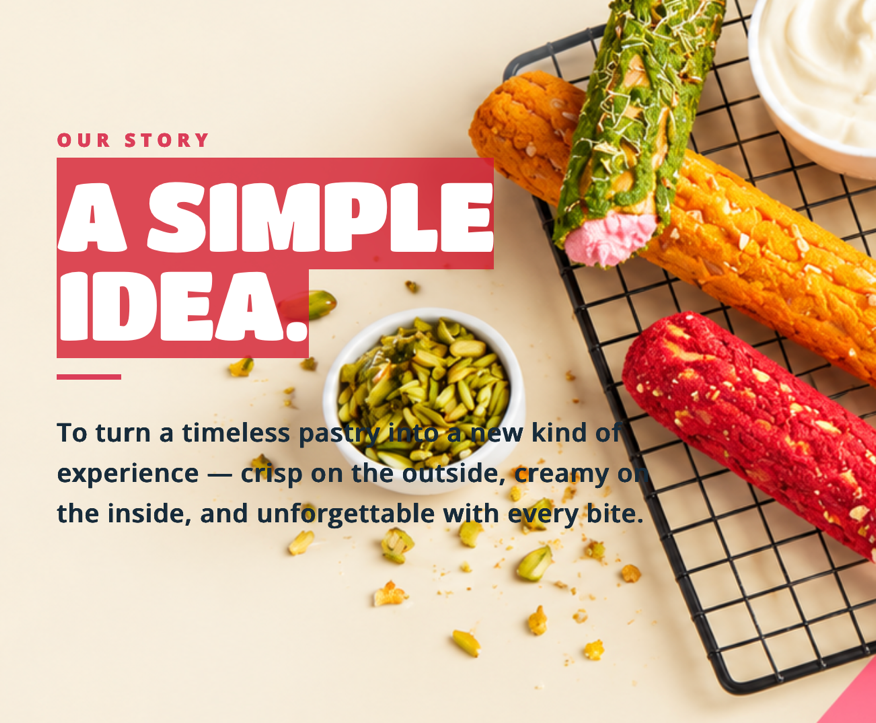 OUR STORY
A SIMPLE
IDEA.
To turn a timeless pastry into a new kind of
experience — crisp on the outside, creamy on
the inside, and unforgettable with every bite.